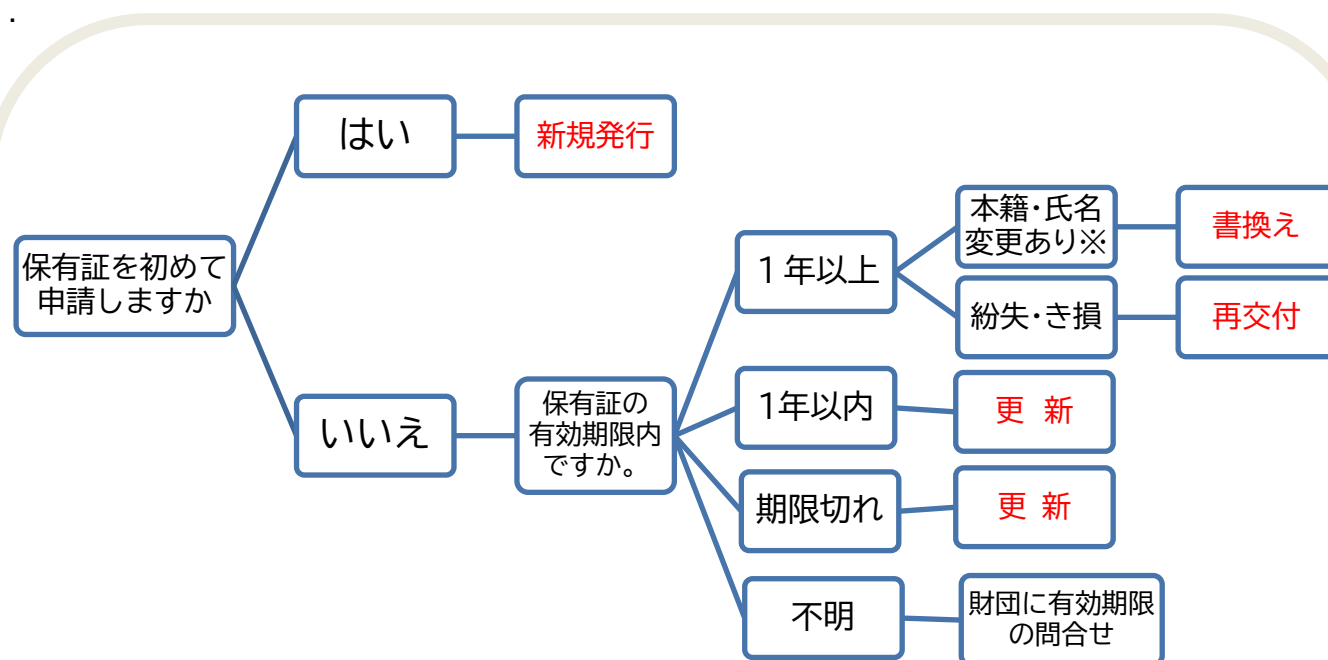 .
はい
新規発行
保有証を初めて
申請しますか
いいえ
保有証の
有効期限内
ですか。
１年以上
本籍・氏名
変更あり※
書換え
紛失・き損
再交付
1年以内
更 新
期限切れ
更 新
不明
財団に有効期限
の問合せ